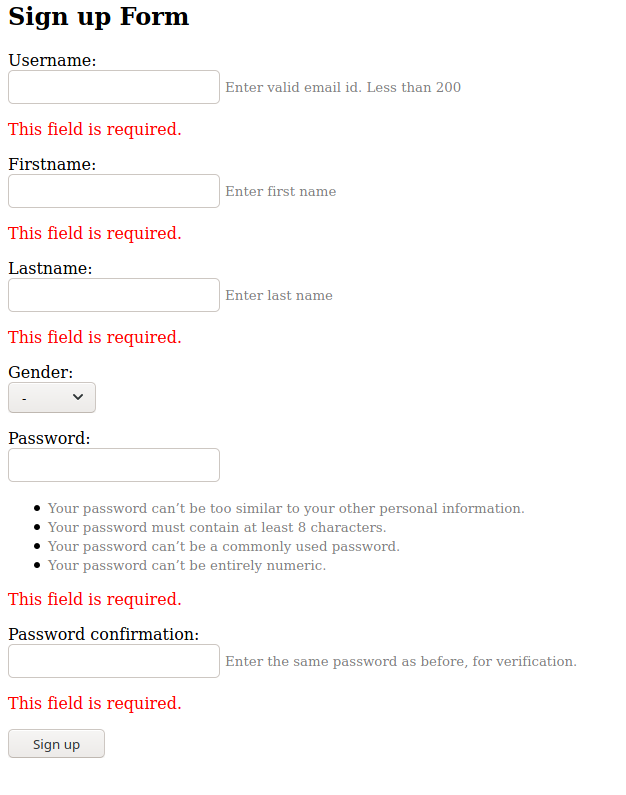 Sign up Form
Username:
Enter valid email id. Less than 200
This field is required.
Firstname:
Enter first name
This field is required.
Lastname:
Enter last name
This field is required.
Gender:
-
Password:
Your password can’t be too similar to your other personal information.
Your password must contain at least 8 characters.
Your password can’t be a commonly used password.
Your password can’t be entirely numeric.
This field is required.
Password confirmation:
Enter the same password as before, for verification.
This field is required.
Sign up